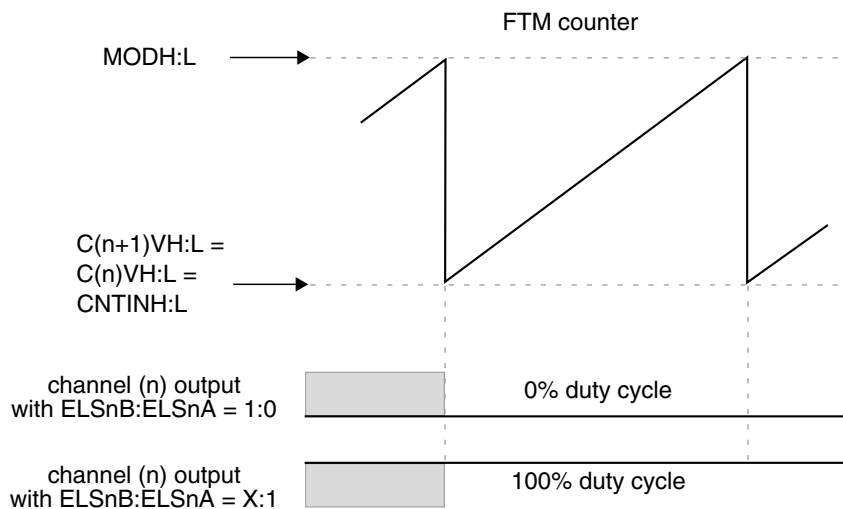 FTM counter
MODH:L
C(n+1)VH:L =
C(n)VH:L =
CNTINH:L
channel (n) output
with ELSnB:ELSnA = 1:0
0% duty cycle
channel (n) output
with ELSnB:ELSnA = X:1
100% duty cycle